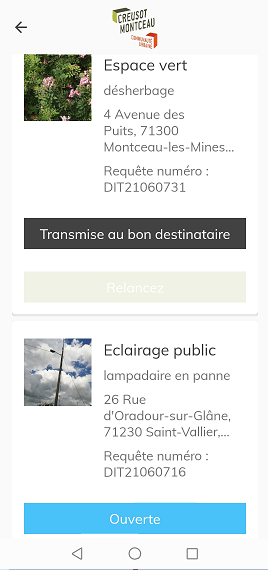 CREUSOT
MONTCEAU
COMMUNAUTÉ
URBAINE
Espace vert
désherbage
4 Avenue des
Puits, 71300
Montceau-les-Mines...
Requête numéro :
DIT21060731
Transmise au bon destinataire
Relancez
Eclairage public
lampadaire en panne
26 Rue
d'Oradour-sur-Glâne,
71230 Saint-Vallier,...
Requête numéro :
DIT21060716
Ouverte